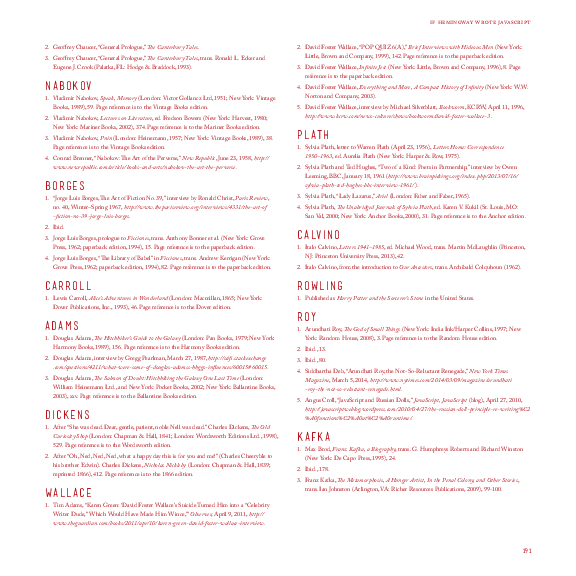 IF HEMINGWAY WROTE JAVASCRIPT
2. Geoffrey Chaucer, "General Prologue," The Canterbury Tales.
3. Geoffrey Chaucer, "General Prologue," The Canterbury Tales, trans. Ronald L. Ecker and
Eugene J. Crook (Palatka, FL: Hodge & Braddock, 1993).
NABOKOV
1. Vladimir Nabokov, Speak, Memory (London: Victor Gollancz Ltd, 1951; New York: Vintage
Books, 1989), 59. Page reference is to the Vintage Books edition.
2. Vladimir Nabokov, Lectures on Literature, ed. Fredson Bowers (New York: Harvest, 1980;
New York: Mariner Books, 2002), 374. Page reference is to the Mariner Books edition.
3. Vladimir Nabokov, Pnin (London: Heinemann, 1957; New York: Vintage Books, 1989), 38.
Page reference is to the Vintage Books edition.
4. Conrad Brenner, "Nabokov: The Art of the Perverse," New Republic, June 23, 1958, http://
www.newrepublic.com/article/books-and-arts/nabokov-the-art-the-perverse.
BORGES
1. "Jorge Luis Borges, The Art of Fiction No. 39," interview by Ronald Christ, Paris Review,
no. 40, Winter–Spring 1967, http://www.theparisreview.org/interviews/4331/the-art-of
-fiction-no-39-jorge-luis-borges.
2. Ibid.
3. Jorge Luis Borges, prologue to Ficciones, trans. Anthony Bonner et al. (New York: Grove
Press, 1962; paperback edition, 1994), 15. Page reference is to the paperback edition.
4. Jorge Luis Borges, "The Library of Babel" in Ficciones, trans. Andrew Kerrigan (New York:
Grove Press, 1962; paperback edition, 1994), 82. Page reference is to the paperback edition.
CARROLL
1. Lewis Carroll, Alice's Adventures in Wonderland (London: Macmillan, 1865; New York:
Dover Publications, Inc., 1993), 46. Page reference is to the Dover edition.
ADAMS
1. Douglas Adams, The Hitchhiker's Guide to the Galaxy (London: Pan Books, 1979; New York:
Harmony Books, 1989), 156. Page reference is to the Harmony Books edition.
2. Douglas Adams, interview by Gregg Pearlman, March 27, 1987, http://scifi.stackexchange
.com/questions/4211/what-were-some-of-douglas-adamss-biggs-influences/60015#60015.
3. Douglas Adams, The Salmon of Doubt: Hitchhiking the Galaxy One Last Time (London:
William Heinemann Ltd., and New York: Pocket Books, 2002; New York: Ballantine Books,
2005), xxv. Page reference is to the Ballantine Books edition.
DICKENS
1. After "She was dead. Dear, gentle, patient, noble Nell was dead." Charles Dickens, The Old
Curiosity Shop (London: Chapman & Hall, 1841; London: Wordsworth Editions Ltd., 1998),
529. Page reference is to the Wordsworth edition.
2. After "Oh, Ned, Ned, Ned, what a happy day this is for you and me!" (Charles Cheeryble to
his brother Edwin). Charles Dickens, Nicholas Nickleby (London: Chapman & Hall, 1839;
reprinted 1866), 412. Page reference is to the 1866 edition.
WALLACE
1. Tim Adams, "Karen Green: 'David Foster Wallace's Suicide Turned Him into a "Celebrity
Writer Dude," Which Would Have Made Him Wince,'" Observer, April 9, 2011, http://
www.theguardian.com/books/2011/apr/10/karen-green-david-foster-wallace-interview.
2. David Foster Wallace, "POP QUIZ 6(A)," Brief Interviews with Hideous Men (New York:
Little, Brown and Company, 1999), 142. Page reference is to the paperback edition.
3. David Foster Wallace, Infinite Jest (New York: Little, Brown and Company, 1996), 8. Page
reference is to the paperback edition.
4. David Foster Wallace, Everything and More, A Compact History of Infinity (New York: W.W.
Norton and Company, 2003).
5. David Foster Wallace, interview by Michael Silverblatt, Bookworm, KCRW, April 11, 1996,
http://www.kcrw.com/news-culture/shows/bookworm/david-foster-wallace-3.
PLATH
1. Sylvia Plath, letter to Warren Plath (April 23, 1956), Letters Home: Correspondence
1950–1963, ed. Aurelia Plath (New York: Harper & Row, 1975).
2. Sylvia Plath and Ted Hughes, "Two of a Kind: Poets in Partnership" interview by Owen
Leeming, BBC, January 18, 1961 (http://www.brainpickings.org/index.php/2013/07/16/
sylvia-plath-ted-hughes-bbc-interview-1961/).
3. Sylvia Plath, "Lady Lazarus," Ariel (London: Faber and Faber, 1965).
4. Sylvia Plath, The Unabridged Journals of Sylvia Plath, ed. Karen V. Kukil (St. Louis, MO:
San Val, 2000; New York: Anchor Books, 2000), 31. Page reference is to the Anchor edition.
CALVINO
1. Italo Calvino, Letters 1941–1985, ed. Michael Wood, trans. Martin McLaughlin (Princeton,
NJ: Princeton University Press, 2013), 42.
2. Italo Calvino, from the introduction to Our Ancestors, trans. Archibald Colquhoun (1962).
ROWLING
1. Published as Harry Potter and the Sorcerer's Stone in the United States.
ROY
1. Arundhati Roy, The God of Small Things (New York: India Ink/Harper Collins, 1997; New
York: Random House, 2008), 3. Page reference is to the Random House edition.
2. Ibid., 13.
3. Ibid., 80.
4. Siddhartha Deb, "Arundhati Roy, the Not-So-Reluctant Renegade," New York Times
Magazine, March 5, 2014, http://www.nytimes.com/2014/03/09/magazine/arundhati
-roy-the-not-so-reluctant-renegade.html.
5. Angus Croll, "JavaScript and Russian Dolls," JavaScript, JavaScript (blog), April 27, 2010,
KAFKA
1. Max Brod, Franz Kafka, a Biography, trans. G. Humphreys Roberts and Richard Winston
(New York: Da Capo Press, 1995), 24.
2. Ibid., 178.
3. Franz Kafka, The Metamorphosis, A Hunger Artist, In the Penal Colony and Other Stories,
trans. Ian Johnston (Arlington, VA: Richer Resources Publications, 2009), 99-100.
191